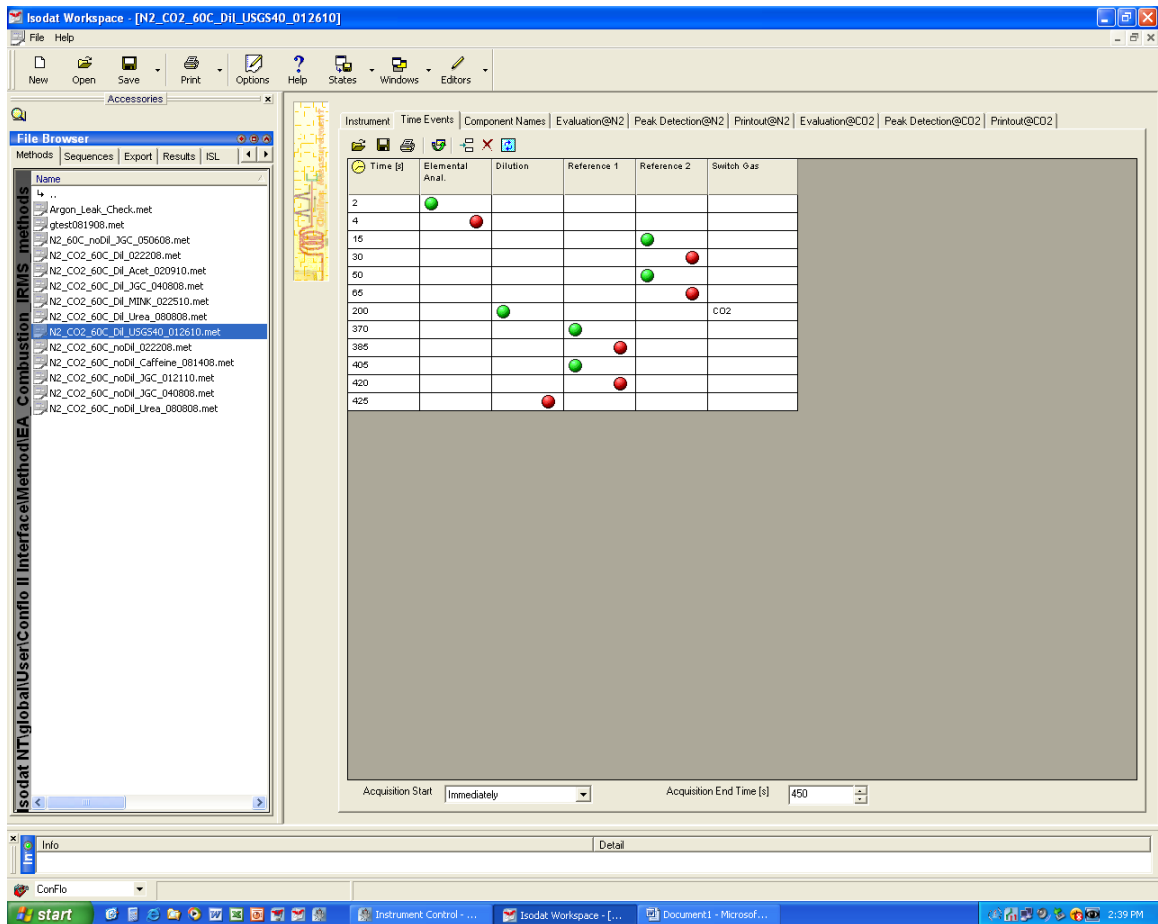 Isodat Workspace - [N2_CO2_60C_Dil_USGS40_012610]
File Help
New Open Save Print Options Help States Windows Editors
Accessories
File Browser
Methods Sequences Export Results ISL
Name
..
Argon_Leak_Check.met
gtest081908.met
N2_60C_noDil_JGC_050608.met
N2_CO2_60C_Dil_022208.met
N2_CO2_60C_Dil_Acet_020910.met
N2_CO2_60C_Dil_JGC_040808.met
N2_CO2_60C_Dil_MINK_022510.met
N2_CO2_60C_Dil_Urea_080808.met
N2_CO2_60C_Dil_USGS40_012610.met
N2_CO2_60C_noDil_022208.met
N2_CO2_60C_noDil_Caffeine_081408.met
N2_CO2_60C_noDil_JGC_012110.met
N2_CO2_60C_noDil_JGC_040808.met
N2_CO2_60C_noDil_Urea_080808.met
Isodat NT\global\User\Conflo II Interface\Method\EA Combustion IRMS methods
Instrument Time Events Component Names Evaluation@N2 Peak Detection@N2 Printout@N2 Evaluation@CO2 Peak Detection@CO2 Printout@CO2
Time [s] Elemental Anal. Dilution Reference 1 Reference 2 Switch Gas
2
4
15
30
50
65
200 CO2
370
385
405
420
425
Acquisition Start Immediately Acquisition End Time [s] 450
Info Detail
In
ConFlo
start Instrument Control - ... Isodat Workspace - [... Document1 - Microsof... 2:39 PM